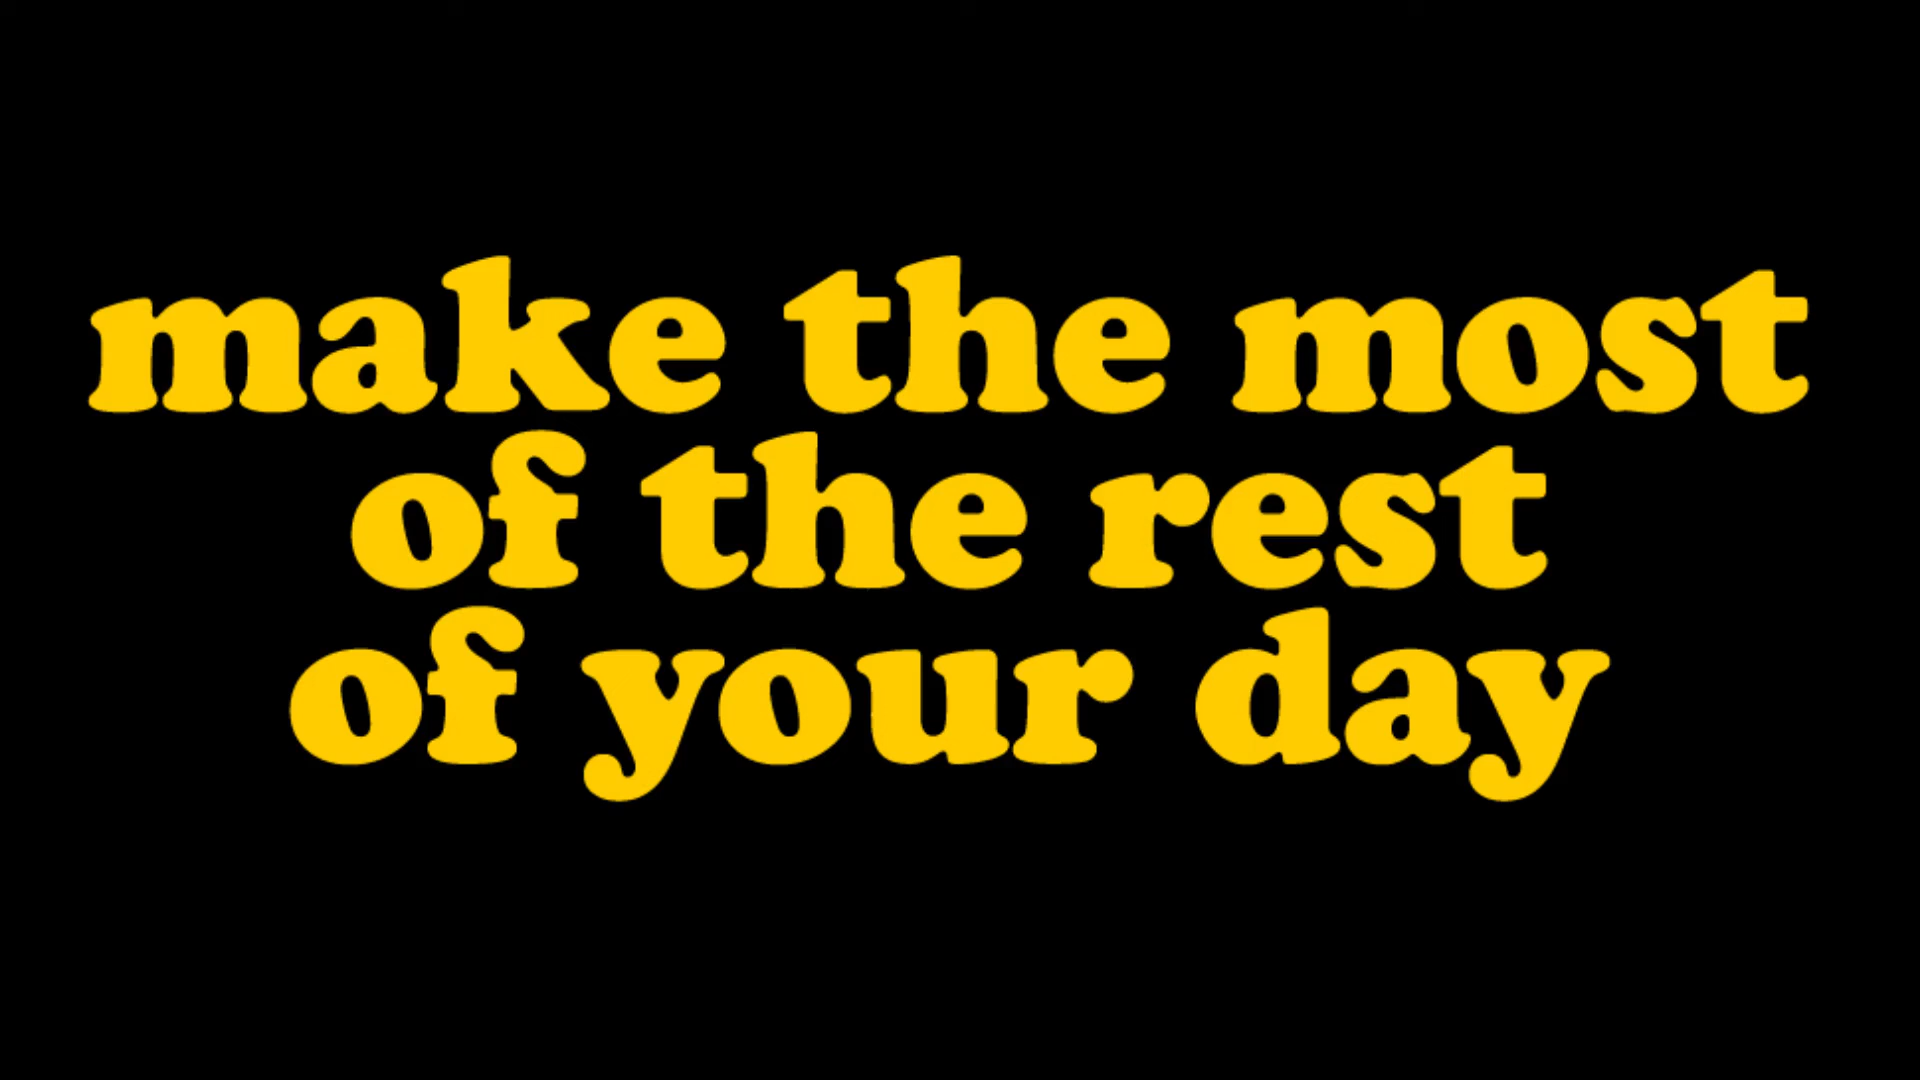 make the most
of the rest
of your day